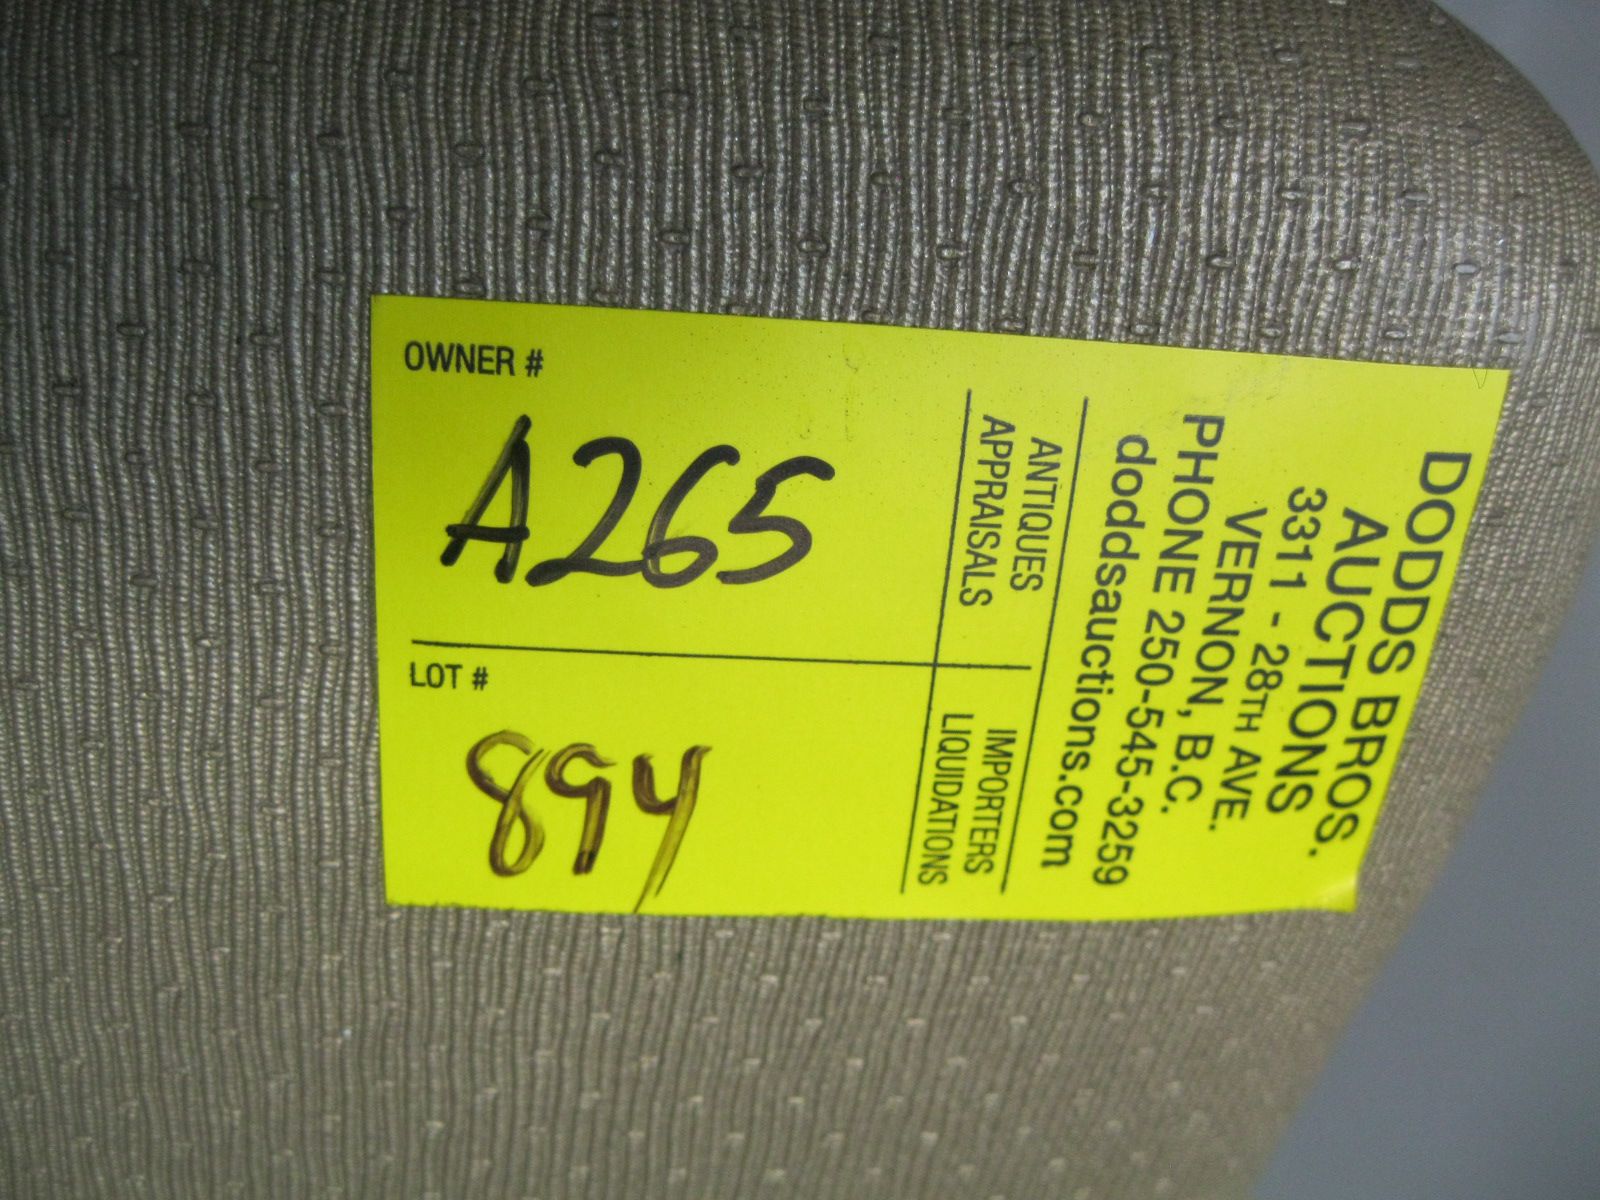 DODDS BROS.
AUCTIONS
3311 - 28TH AVE.
VERNON, B.C.
PHONE 250-545-3259
doddsauctions.com
ANTIQUES
APPRAISALS
IMPORTERS
LIQUIDATIONS
OWNER #
A265
LOT #
894